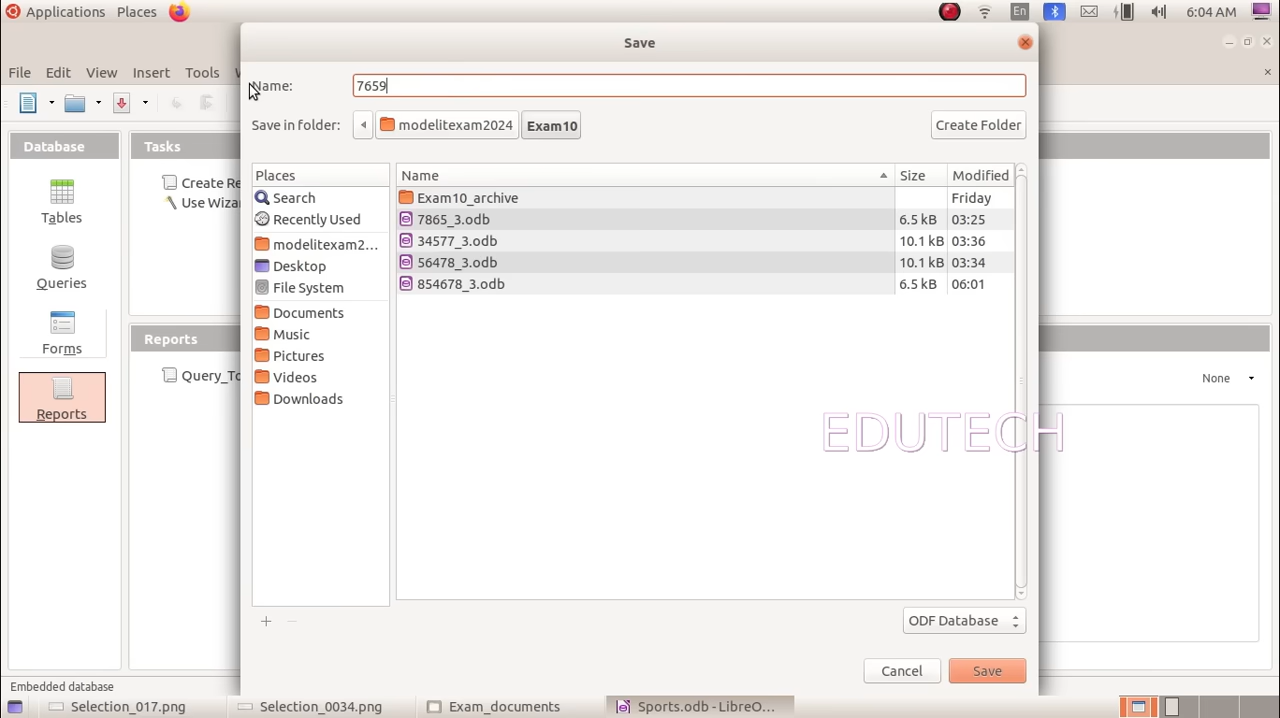 Applications Places En 6:04 AM
Save
File Edit View Insert Tools
Name: 7659
Save in folder: modelitexam2024 Exam10 Create Folder
Database
Tasks
Places
Name Size Modified
Create Re
Use Wiza
Search
Recently Used
modelitexam2...
Desktop
File System
Documents
Music
Pictures
Videos
Downloads
Exam10_archive Friday
7865_3.odb 6.5 kB 03:25
34577_3.odb 10.1 kB 03:36
56478_3.odb 10.1 kB 03:34
854678_3.odb 6.5 kB 06:01
Tables
Queries
Forms
Reports
Reports
Query_To
None
EDUTECH
ODF Database
Cancel Save
Embedded database
Selection_017.png Selection_0034.png Exam_documents Sports.odb - LibreO...